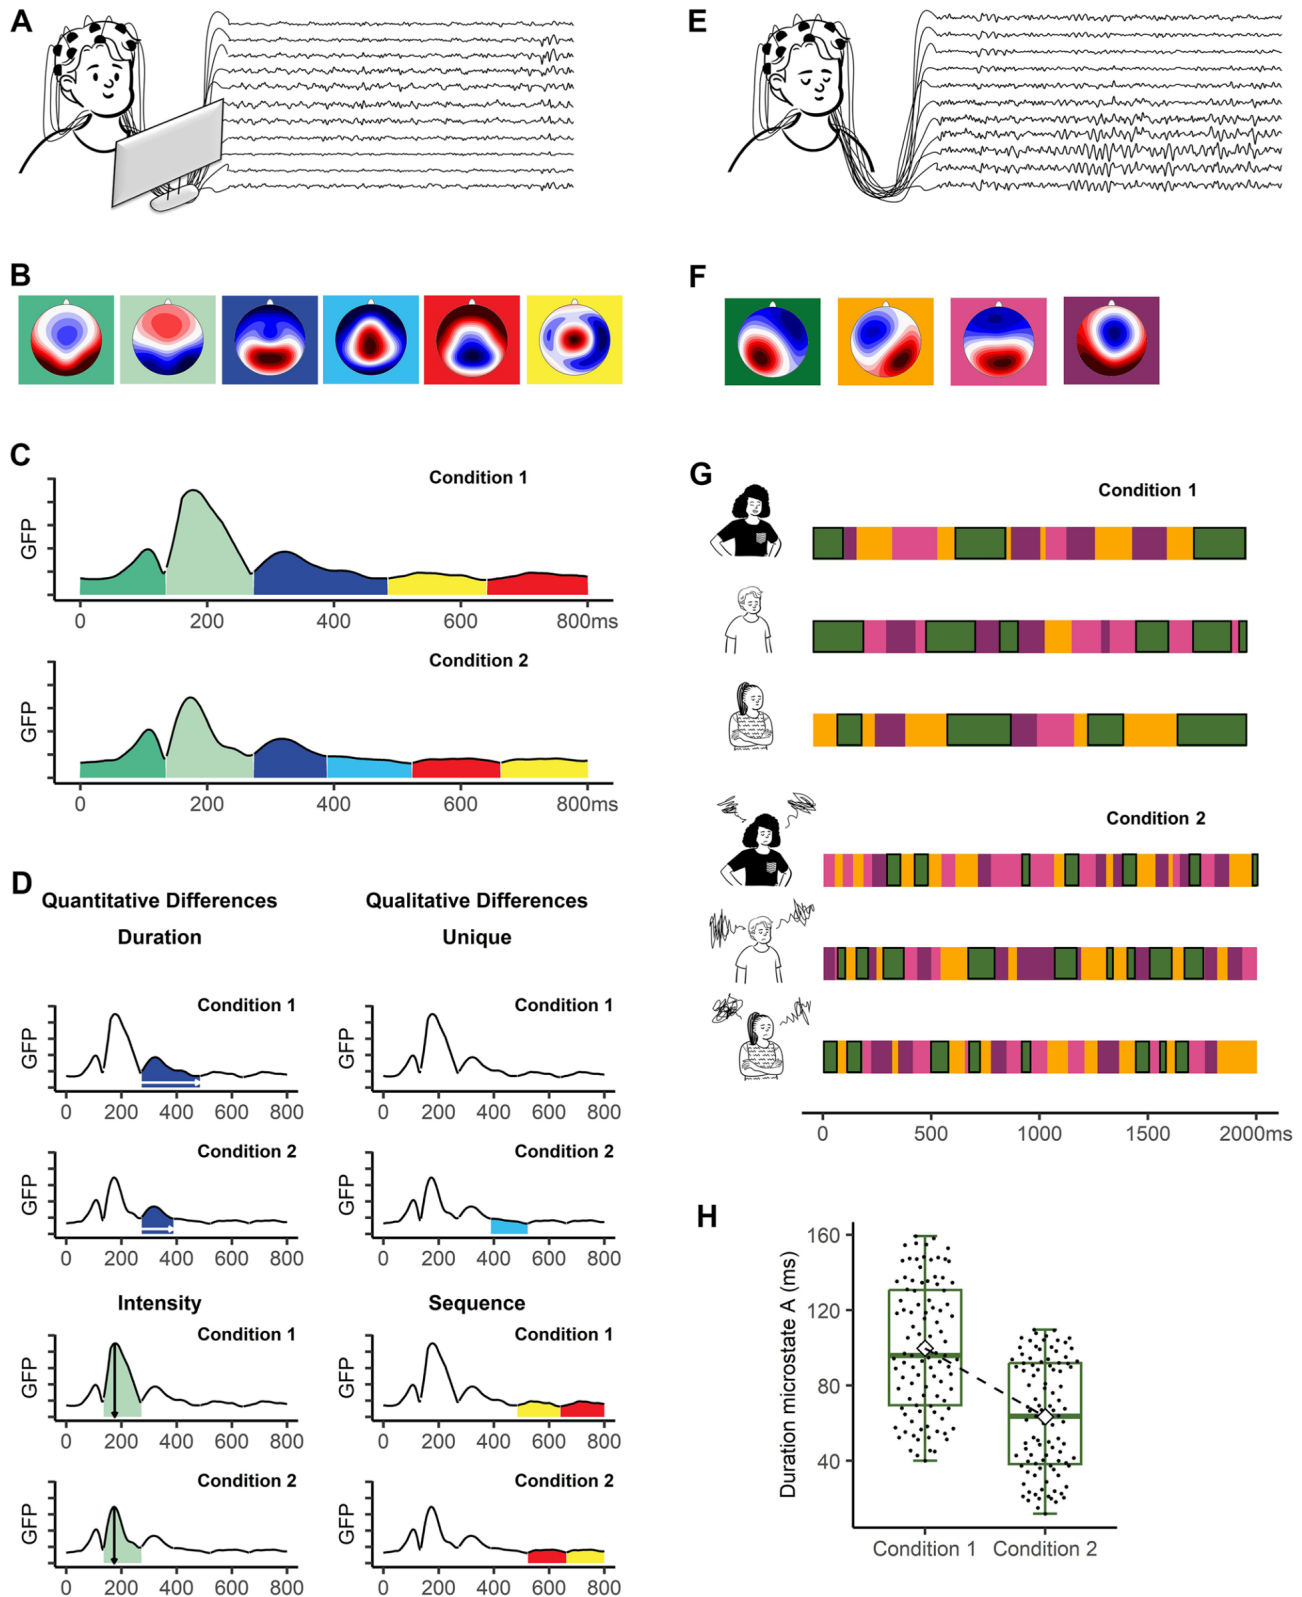 A
E
B
F
C
Condition 1
GFP
0 200 400 600 800ms
Condition 2
GFP
0 200 400 600 800ms
D
Quantitative Differences
Qualitative Differences
Duration
Unique
Condition 1
GFP
0 200 400 600 800
Condition 1
GFP
0 200 400 600 800
Condition 2
GFP
0 200 400 600 800
Condition 2
GFP
0 200 400 600 800
Intensity
Sequence
Condition 1
GFP
0 200 400 600 800
Condition 1
GFP
0 200 400 600 800
Condition 2
GFP
0 200 400 600 800
Condition 2
GFP
0 200 400 600 800
G
Condition 1
Condition 2
0 500 1000 1500 2000ms
H
Duration microstate A (ms)
160
120
80
40
Condition 1 Condition 2